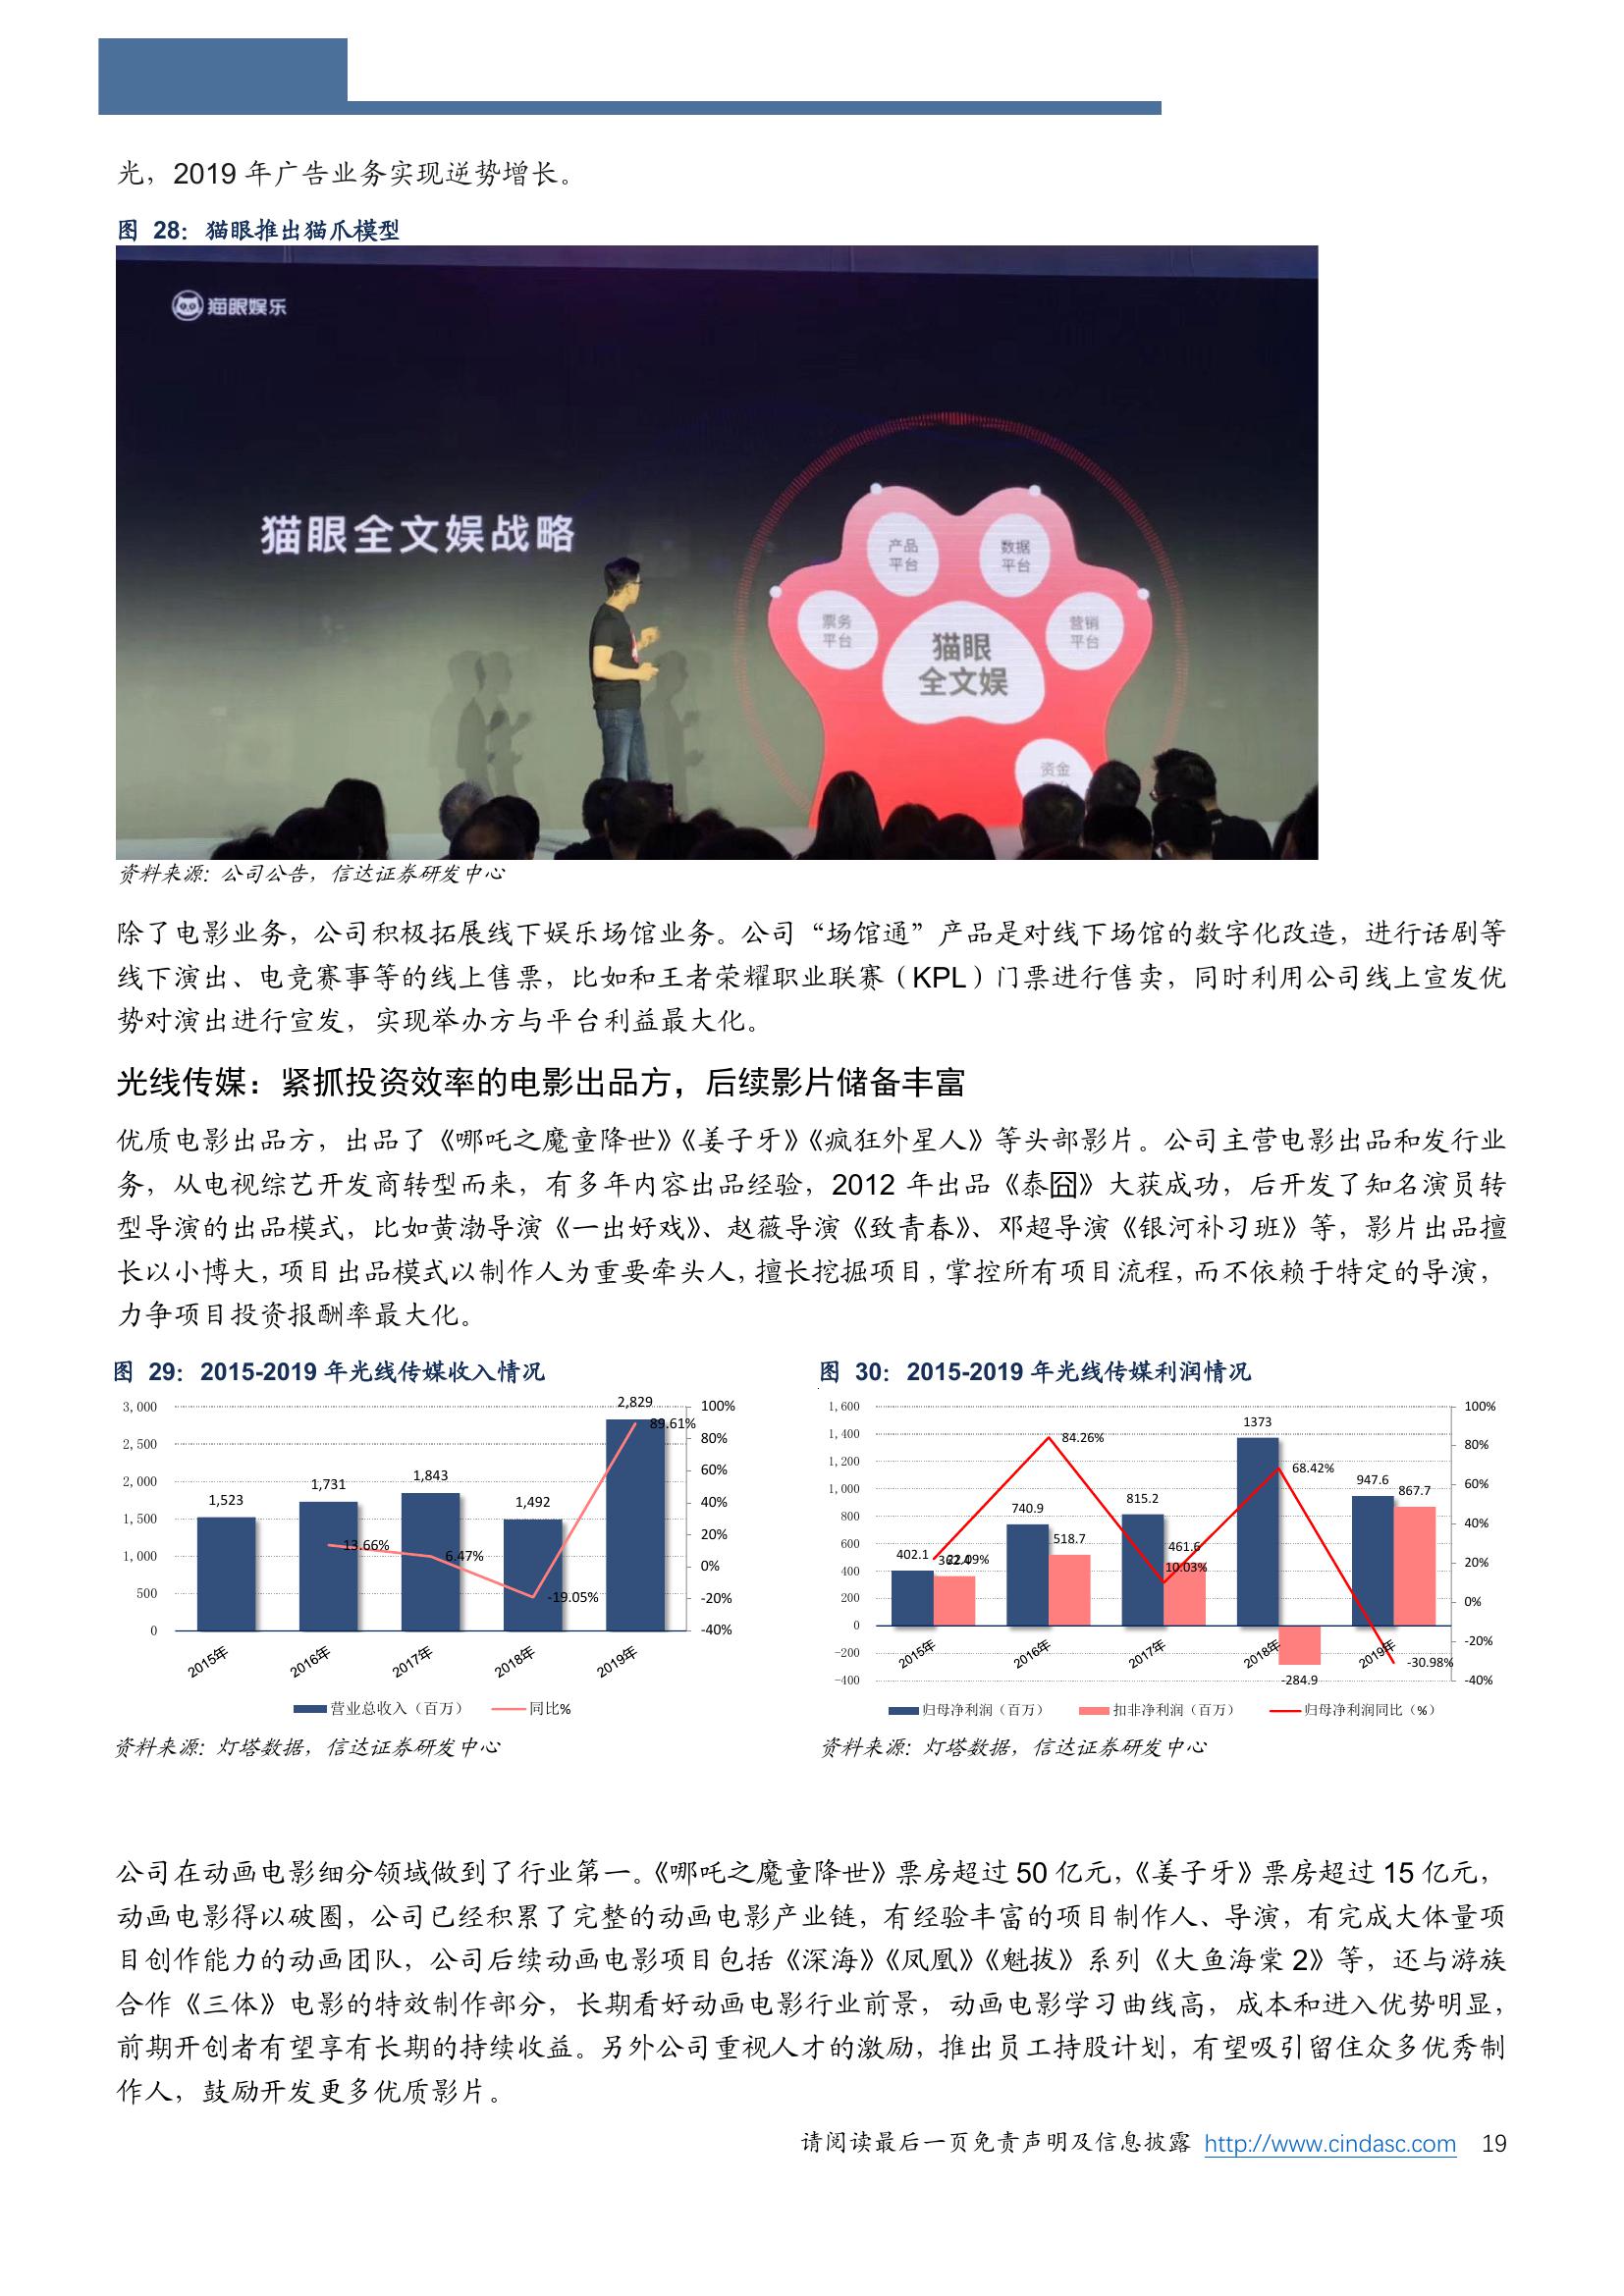 光，2019 年广告业务实现逆势增长。
图 28：猫眼推出猫爪模型
猫眼娱乐
猫眼全文娱战略
产品
平台
数据
平台
票务
平台
营销
平台
猫眼
全文娱
资金
资料来源：公司公告，信达证券研发中心
除了电影业务，公司积极拓展线下娱乐场馆业务。公司“场馆通”产品是对线下场馆的数字化改造，进行话剧等
线下演出、电竞赛事等的线上售票，比如和王者荣耀职业联赛（KPL）门票进行售卖，同时利用公司线上宣发优
势对演出进行宣发，实现举办方与平台利益最大化。
光线传媒：紧抓投资效率的电影出品方，后续影片储备丰富
优质电影出品方，出品了《哪吒之魔童降世》《姜子牙》《疯狂外星人》等头部影片。公司主营电影出品和发行业
务，从电视综艺开发商转型而来，有多年内容出品经验，2012 年出品《泰囧》大获成功，后开发了知名演员转
型导演的出品模式，比如黄渤导演《一出好戏》、赵薇导演《致青春》、邓超导演《银河补习班》等，影片出品擅
长以小博大，项目出品模式以制作人为重要牵头人，擅长挖掘项目，掌控所有项目流程，而不依赖于特定的导演，
力争项目投资报酬率最大化。
图 29：2015-2019 年光线传媒收入情况
3,000
2,500
2,000
1,500
1,000
500
0
100%
80%
60%
40%
20%
0%
-20%
-40%
1,523
1,731
1,843
1,492
2,829
13.66%
6.47%
-19.05%
89.61%
2015年
2016年
2017年
2018年
2019年
营业总收入（百万）
同比%
资料来源：灯塔数据，信达证券研发中心
图 30：2015-2019 年光线传媒利润情况
1,600
1,400
1,200
1,000
800
600
400
200
0
-200
-400
100%
80%
60%
40%
20%
0%
-20%
-40%
402.1
740.9
815.2
1373
947.6
362.4
518.7
461.6
-284.9
867.7
22.09%
84.26%
10.03%
68.42%
-30.98%
2015年
2016年
2017年
2018年
2019年
归母净利润（百万）
扣非净利润（百万）
归母净利润同比（%）
资料来源：灯塔数据，信达证券研发中心
公司在动画电影细分领域做到了行业第一。《哪吒之魔童降世》票房超过 50 亿元，《姜子牙》票房超过 15 亿元，
动画电影得以破圈，公司已经积累了完整的动画电影产业链，有经验丰富的项目制作人、导演，有完成大体量项
目创作能力的动画团队，公司后续动画电影项目包括《深海》《凤凰》《魁拔》系列《大鱼海棠 2》等，还与游族
合作《三体》电影的特效制作部分，长期看好动画电影行业前景，动画电影学习曲线高，成本和进入优势明显，
前期开创者有望享有长期的持续收益。另外公司重视人才的激励，推出员工持股计划，有望吸引留住众多优秀制
作人，鼓励开发更多优质影片。
请阅读最后一页免责声明及信息披露 http://www.cindasc.com 19